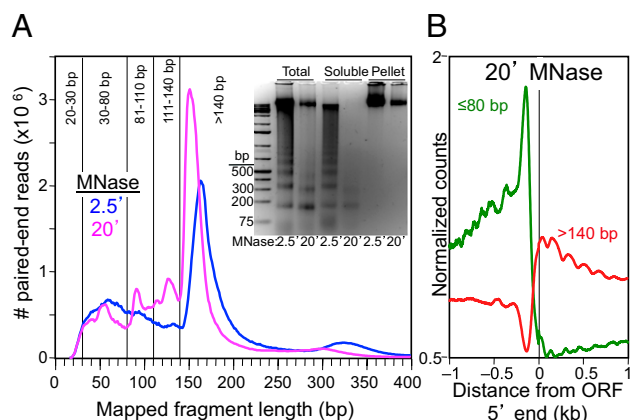 A
# paired-end reads (x10 6)
3
2
1
0
0
50
100
150
200
250
300
350
400
Mapped fragment length (bp)
20-30 bp
30-80 bp
81-110 bp
111-140 bp
>140 bp
MNase
2.5'
20'
Total
Soluble
Pellet
bp
500
300
200
75
MNase:2.5' 20' 2.5' 20' 2.5' 20'
B
20' MNase
≤80 bp
>140 bp
Normalized counts
2
0.5
-1
-0.5
0
0.5
1
Distance from ORF
5' end (kb)